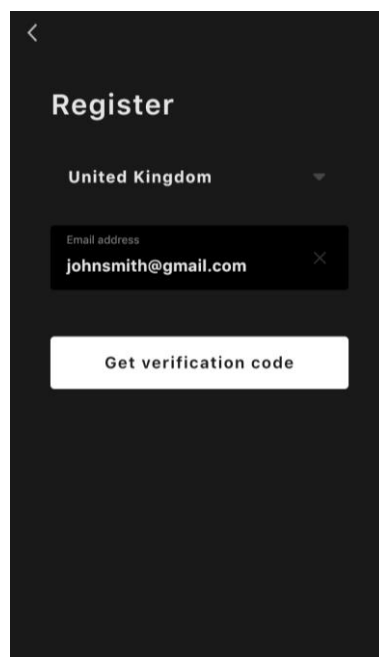 Register
United Kingdom
Email address
johnsmith@gmail.com
Get verification code